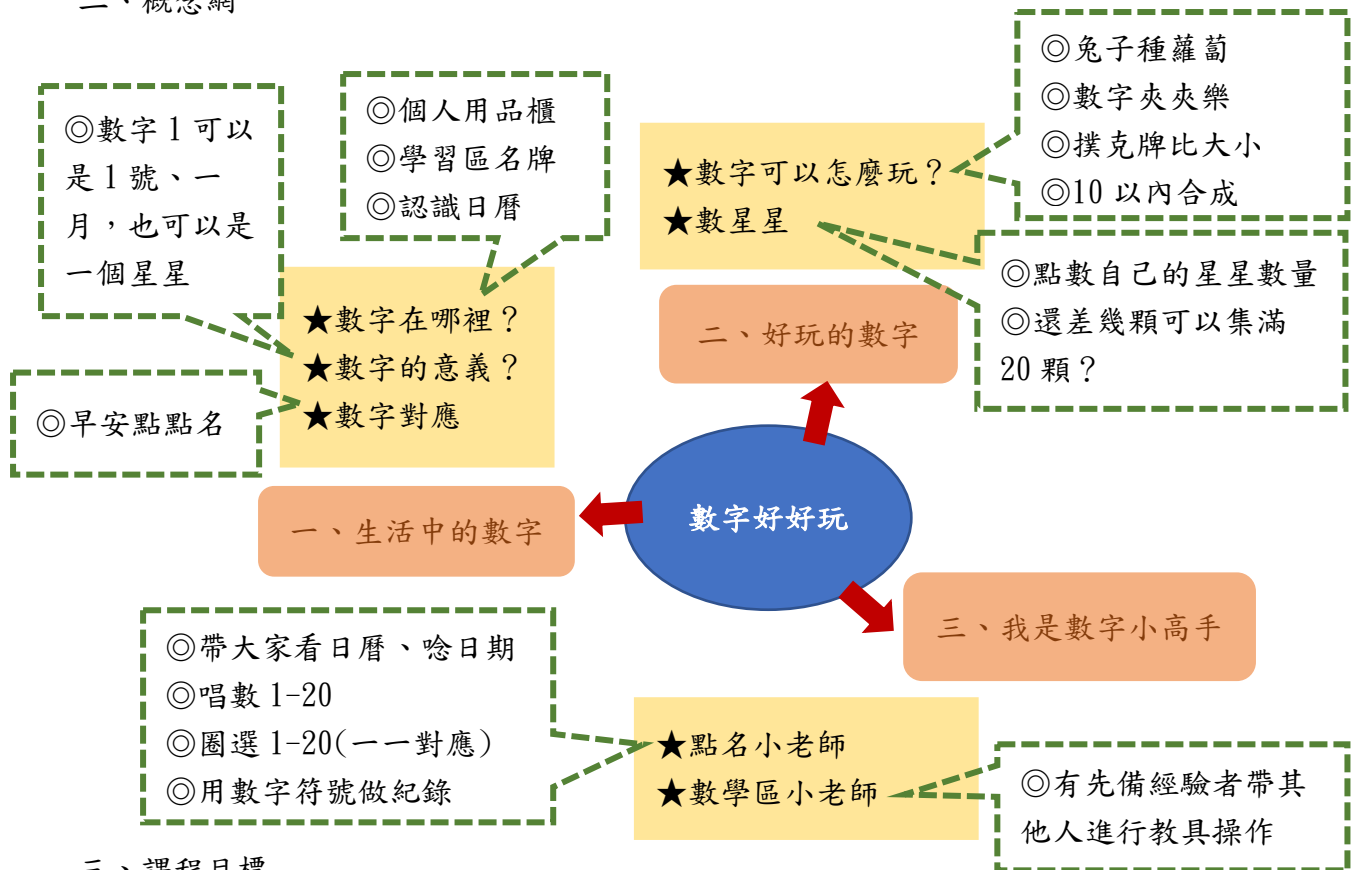 二、概念網
◎兔子種蘿蔔
◎數字夾夾樂
◎撲克牌比大小
◎10 以內合成
◎個人用品櫃
◎學習區名牌
◎認識日曆
◎數字 1 可以
是 1 號、一
月，也可以是
一個星星
★數字可以怎麼玩？
★數星星
◎點數自己的星星數量
◎還差幾顆可以集滿
20 顆？
★數字在哪裡？
★數字的意義？
★數字對應
◎早安點點名
二、好玩的數字
一、生活中的數字
數字好好玩
三、我是數字小高手
◎帶大家看日曆、唸日期
◎唱數 1-20
◎圈選 1-20(一一對應)
◎用數字符號做紀錄
★點名小老師
★數學區小老師
◎有先備經驗者帶其
他人進行教具操作
三、課程目標